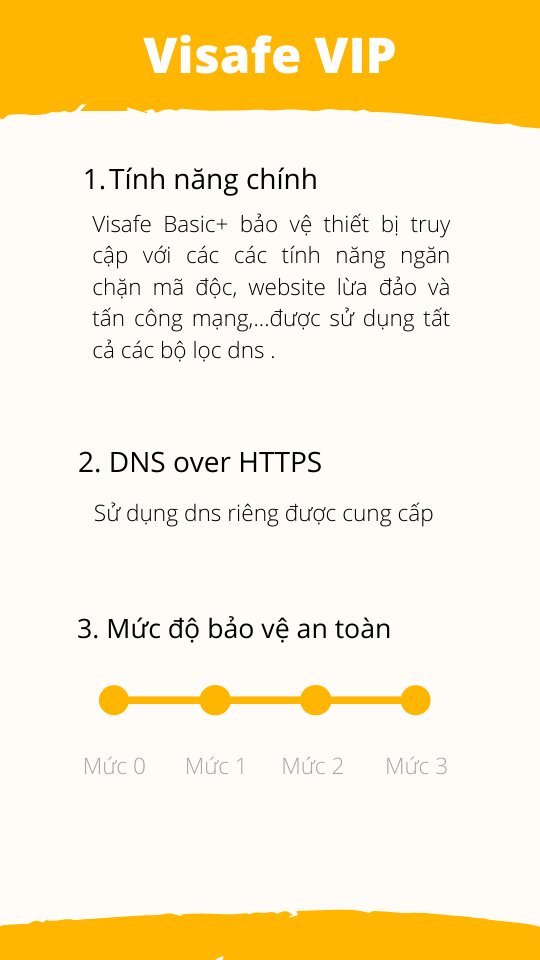 Visafe VIP
1. Tính năng chính
Visafe Basic+ bảo vệ thiết bị truy
cập với các các tính năng ngăn
chặn mã độc, website lừa đảo và
tấn công mạng,...được sử dụng tất
cả các bộ lọc dns .
2. DNS over HTTPS
Sử dụng dns riêng được cung cấp
3. Mức độ bảo vệ an toàn
Mức 0 Mức 1 Mức 2 Mức 3